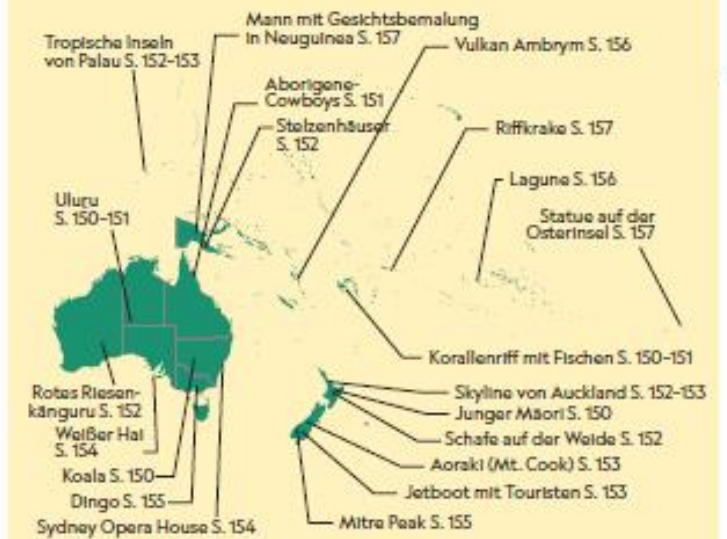 Mann mit Gesichtsbemalung
in Neuguinea S. 157
Tropische Inseln
von Palau S. 152-153
Vulkan Ambrym S. 156
Aborigene-
Cowboys S. 151
Stelzenhäuser
S. 152
Riffkrake S. 157
Lagune S. 156
Uluru
S. 150-151
Statue auf der
Osterinsel S. 157
Korallenriff mit Fischen S. 150-151
Rotes Riesen-
känguru S. 152
Skyline von Auckland S. 152-153
Junger Māori S. 150
Weißer Hai
S. 154
Schafe auf der Weide S. 152
Aoraki (Mt. Cook) S. 153
Koala S. 150
Jetboot mit Touristen S. 153
Dingo S. 155
Sydney Opera House S. 154
Mitre Peak S. 155